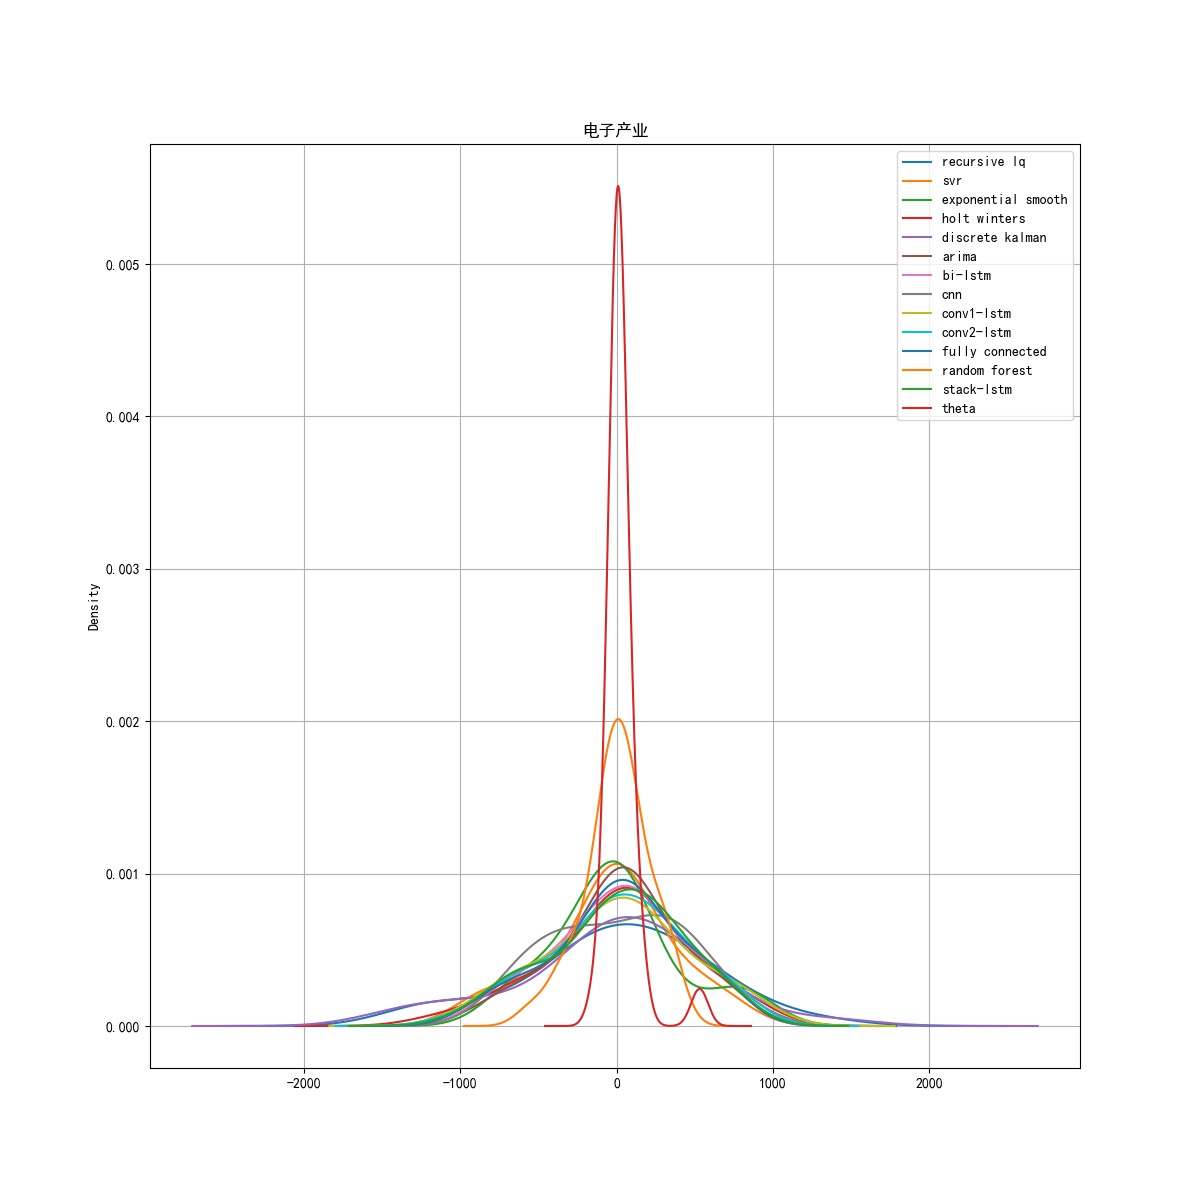 电子产业
recursive lq
svr
exponential smooth
holt winters
discrete kalman
arima
bi-lstm
cnn
conv1-lstm
conv2-lstm
fully connected
random forest
stack-lstm
theta
Density
0.005
0.004
0.003
0.002
0.001
0.000
-2000 -1000 0 1000 2000